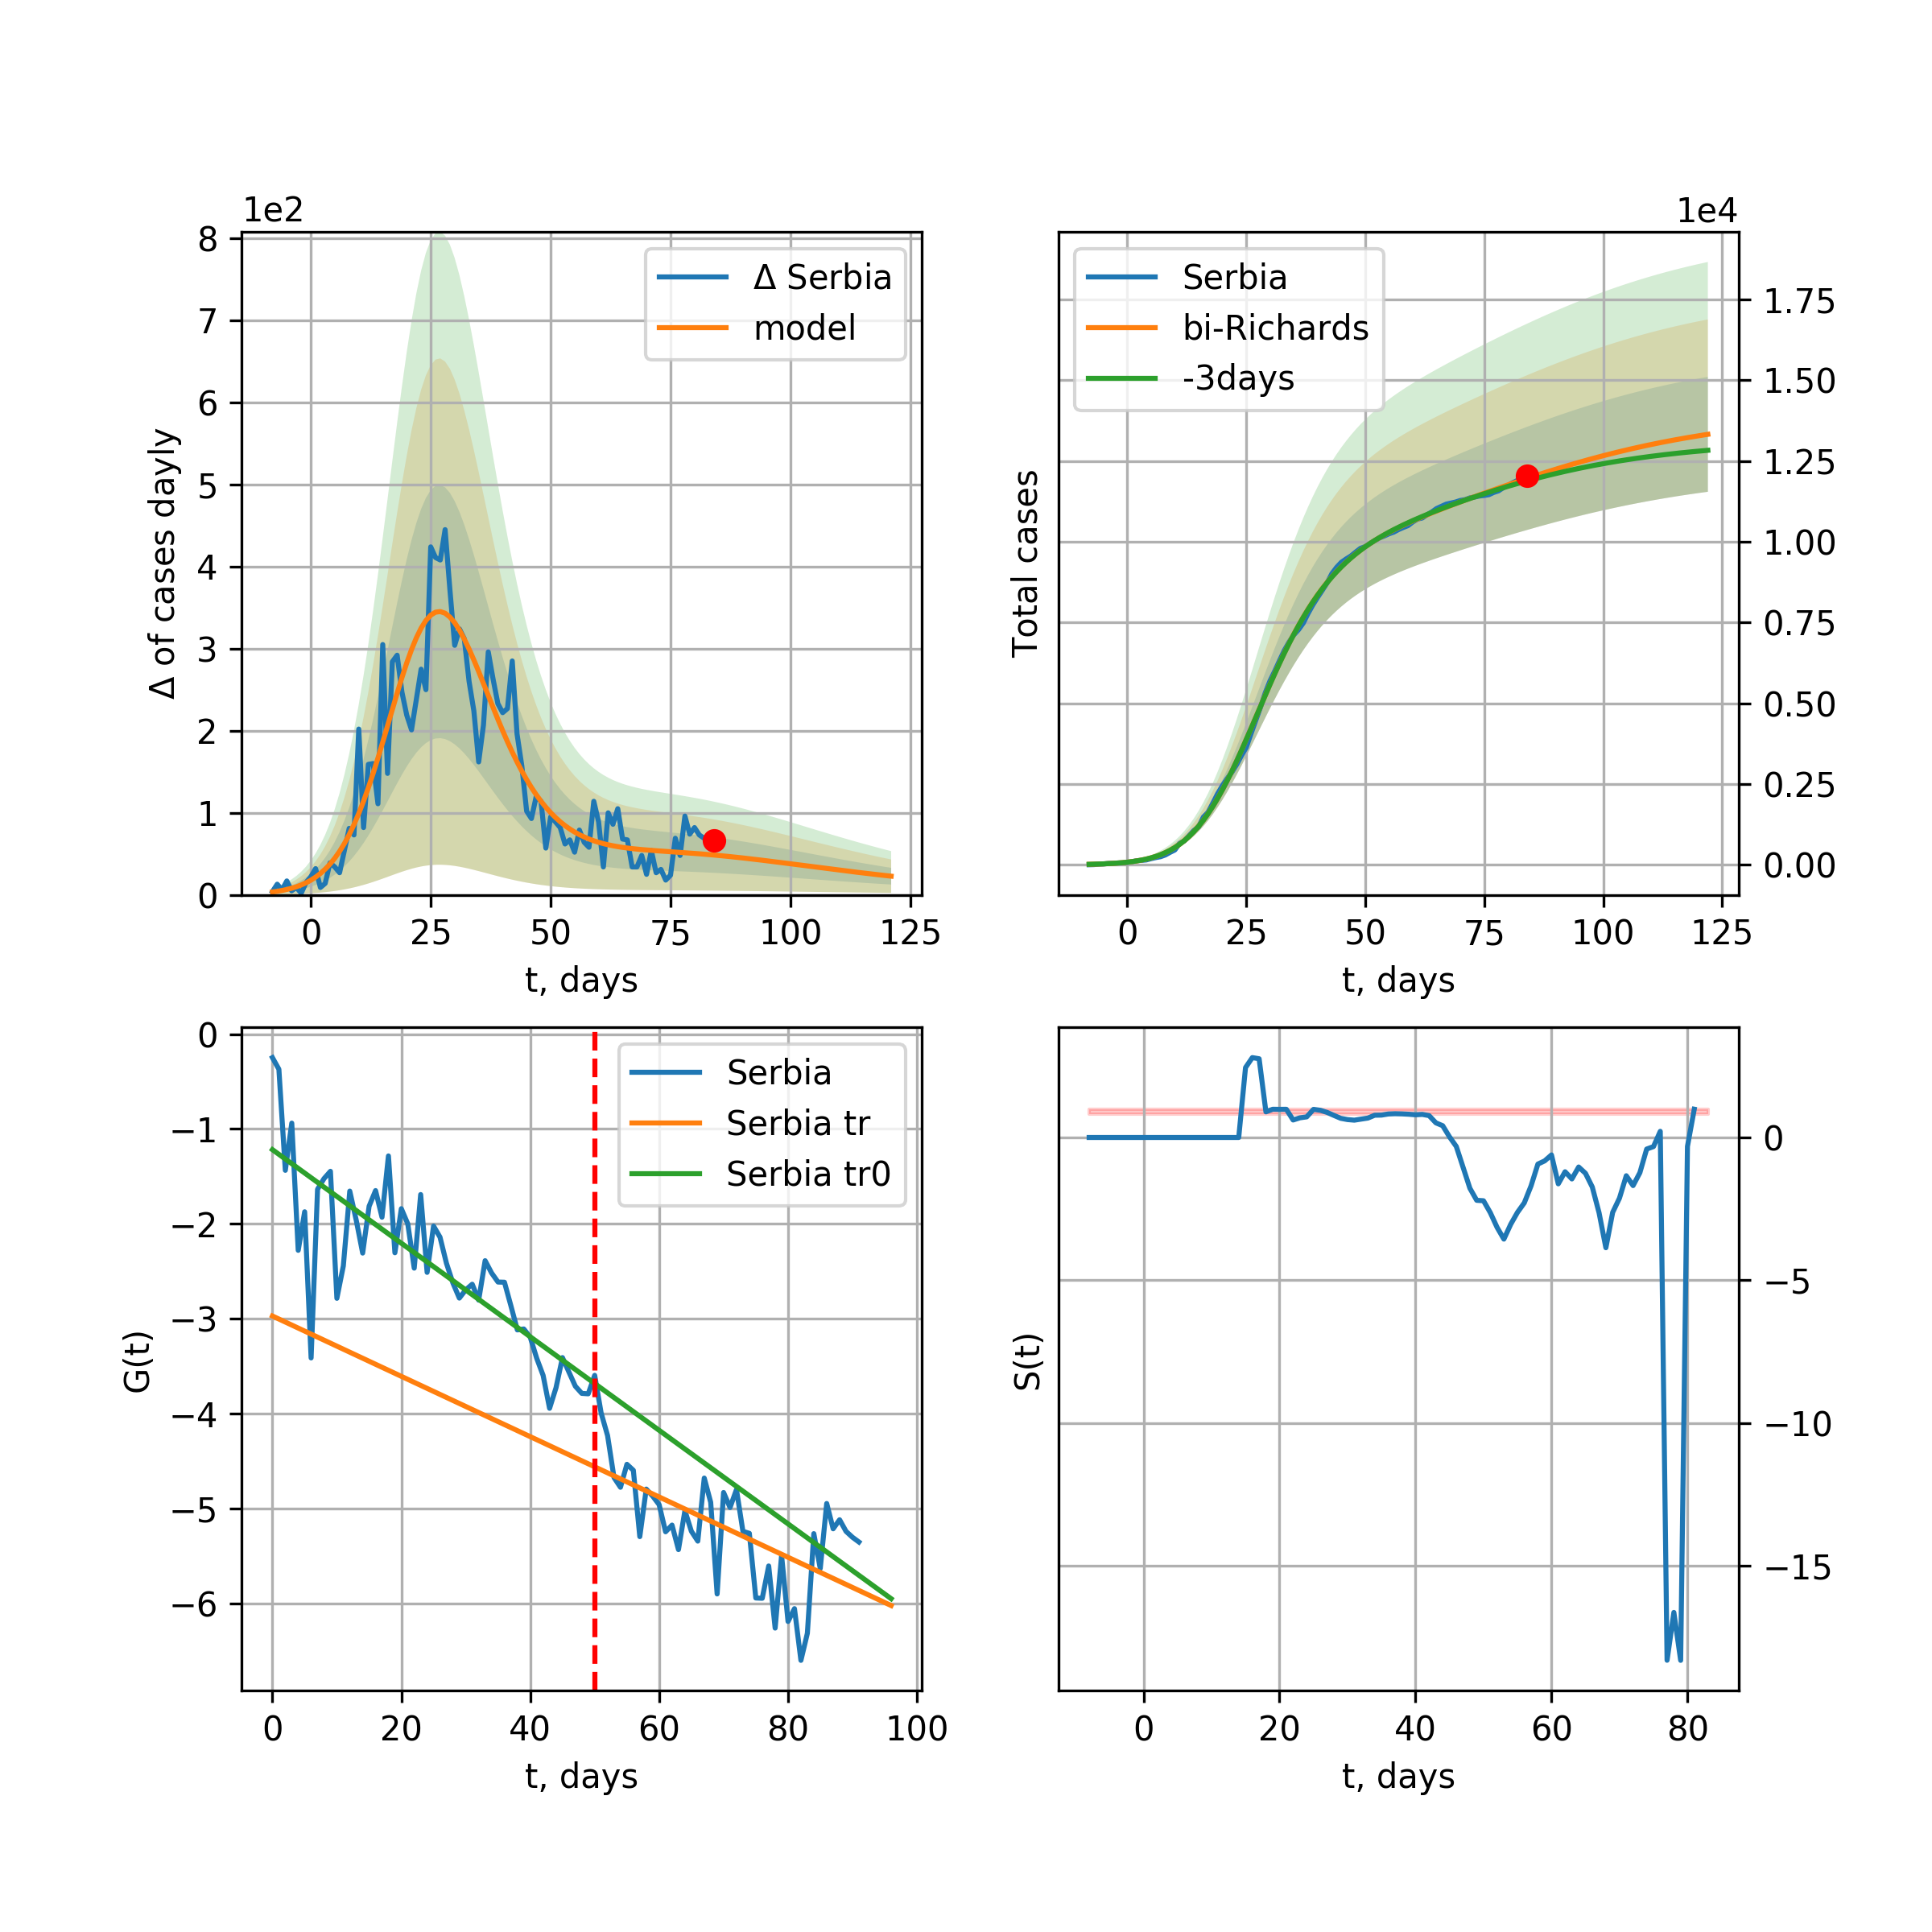 1e2
8
7
6
5
4
3
2
1
0
Δ of cases dayly
Δ Serbia
model
0 25 50 75 100 125
t, days
1e4
Serbia
bi-Richards
-3days
Total cases
1.75
1.50
1.25
1.00
0.75
0.50
0.25
0.00
0 25 50 75 100 125
t, days
0
−1
−2
−3
−4
−5
−6
G(t)
Serbia
Serbia tr
Serbia tr0
0 20 40 60 80 100
t, days
S(t)
0
−5
−10
−15
0 20 40 60 80
t, days